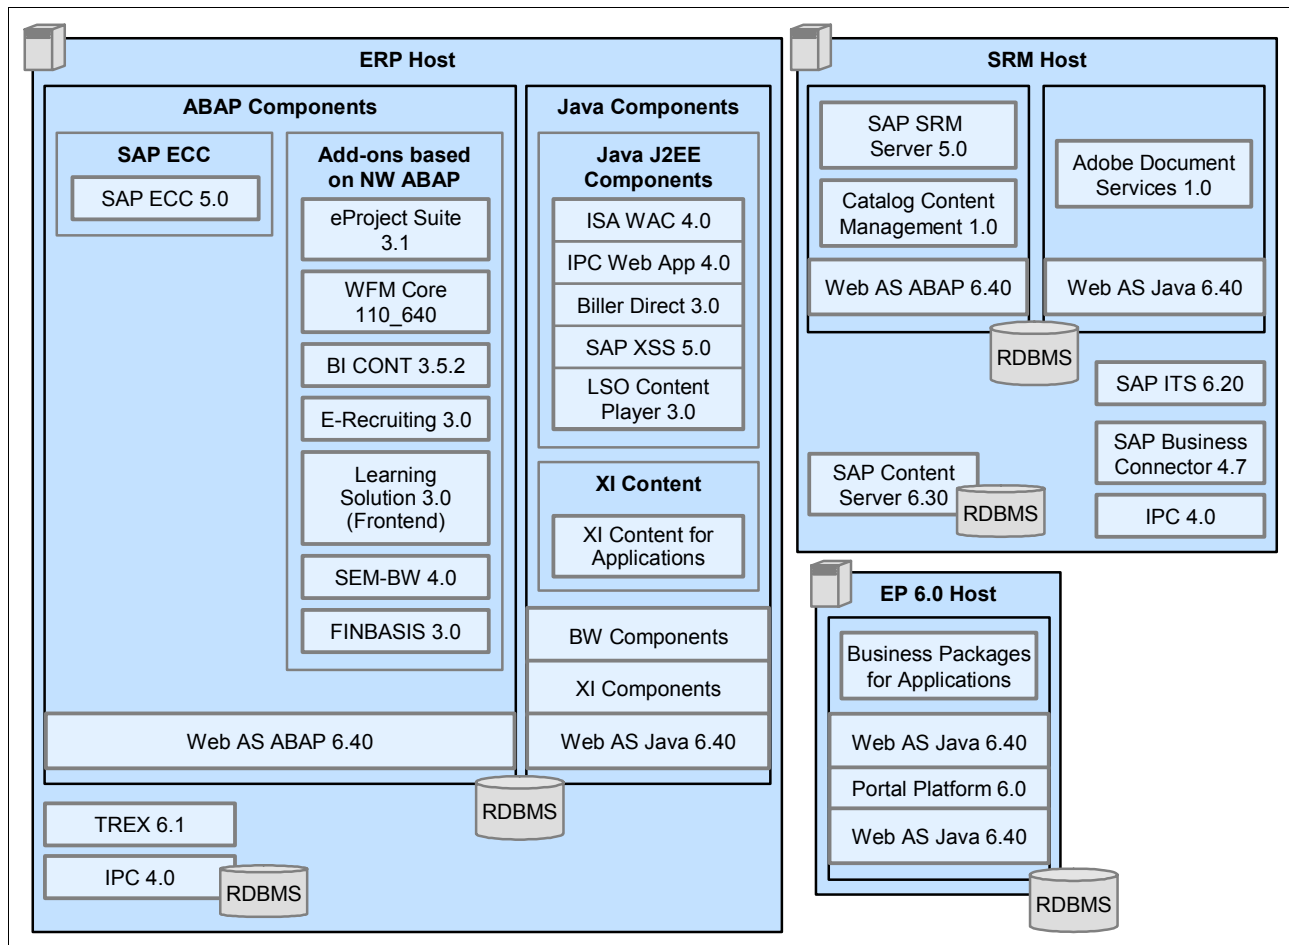 ERP Host
ABAP Components
SAP ECC
SAP ECC 5.0
Add-ons based
on NW ABAP
eProject Suite
3.1
WFM Core
110_640
BI CONT 3.5.2
E-Recruiting 3.0
Learning
Solution 3.0
(Frontend)
SEM-BW 4.0
FINBASIS 3.0
Web AS ABAP 6.40
Java Components
Java J2EE
Components
ISA WAC 4.0
IPC Web App 4.0
Biller Direct 3.0
SAP XSS 5.0
LSO Content
Player 3.0
XI Content
XI Content for
Applications
BW Components
XI Components
Web AS Java 6.40
RDBMS
TREX 6.1
IPC 4.0
RDBMS
SRM Host
SAP SRM
Server 5.0
Catalog Content
Management 1.0
Web AS ABAP 6.40
Adobe Document
Services 1.0
Web AS Java 6.40
RDBMS
SAP ITS 6.20
SAP Business
Connector 4.7
IPC 4.0
SAP Content
Server 6.30
RDBMS
EP 6.0 Host
Business Packages
for Applications
Web AS Java 6.40
Portal Platform 6.0
Web AS Java 6.40
RDBMS